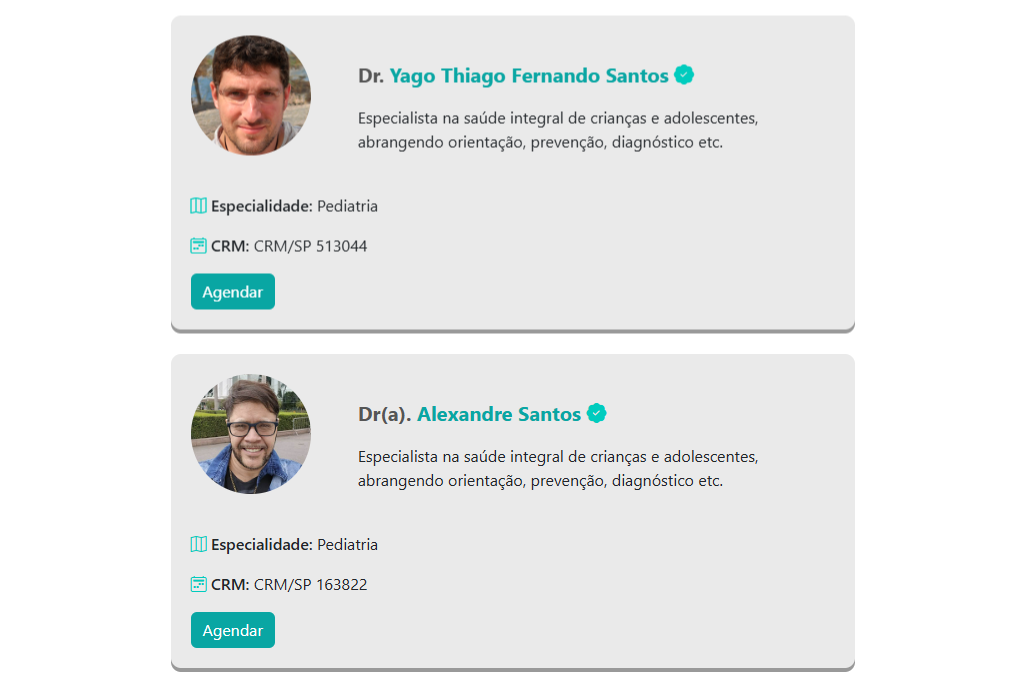 Dr. Yago Thiago Fernando Santos
Especialista na saúde integral de crianças e adolescentes,
abrangendo orientação, prevenção, diagnóstico etc.
Especialidade: Pediatria
CRM: CRM/SP 513044
Agendar
Dr(a). Alexandre Santos
Especialista na saúde integral de crianças e adolescentes,
abrangendo orientação, prevenção, diagnóstico etc.
Especialidade: Pediatria
CRM: CRM/SP 163822
Agendar